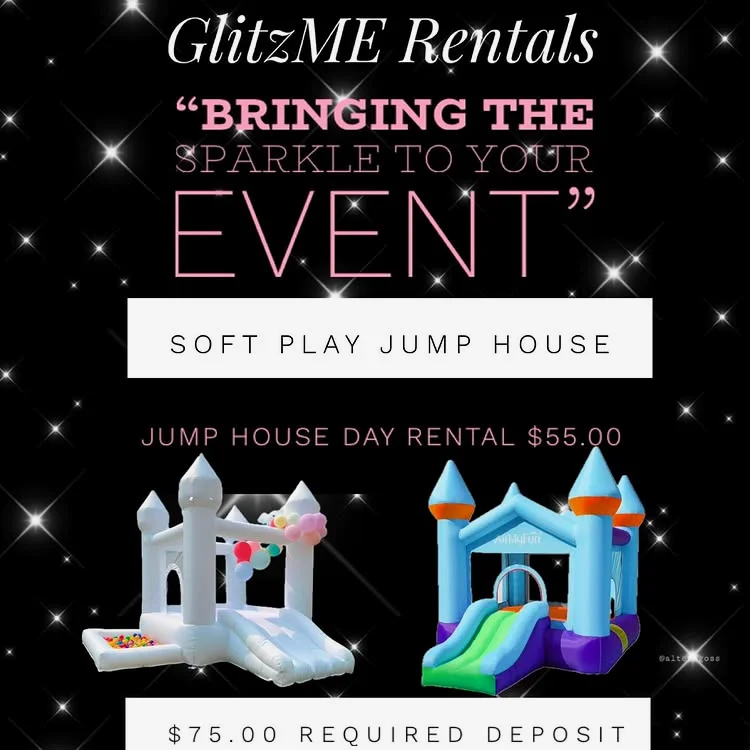 GlitzME Rentals
“BRINGING THE
SPARKLE TO YOUR
EVENT”
SOFT PLAY JUMP HOUSE
JUMP HOUSE DAY RENTAL $55.00
$75.00 REQUIRED DEPOSIT